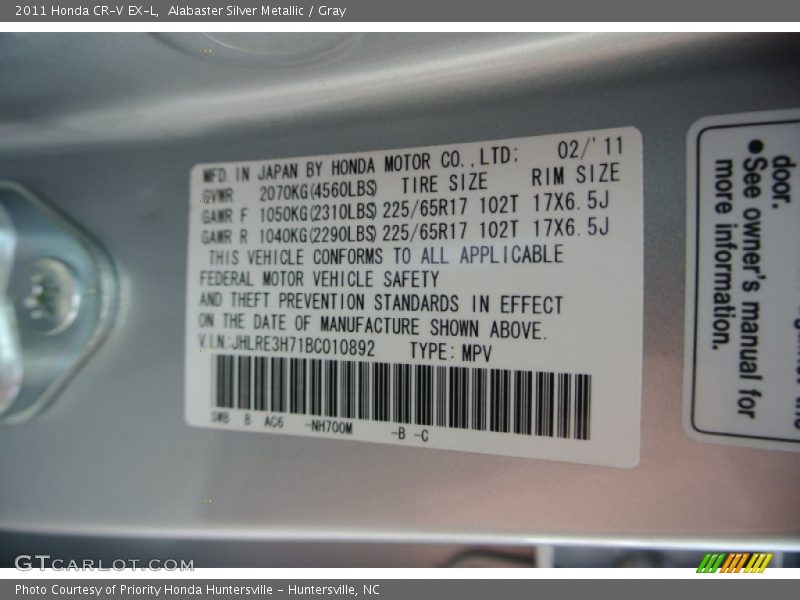 2011 Honda CR-V EX-L,  Alabaster Silver Metallic / Gray
MFD. IN JAPAN BY HONDA MOTOR CO.,LTD: 02/'11
GVWR 2070KG(4560LBS) TIRE SIZE RIM SIZE
GAWR F 1050KG(2310LBS) 225/65R17 102T 17X6.5J
GAWR R 1040KG(2290LBS) 225/65R17 102T 17X6.5J
THIS VEHICLE CONFORMS TO ALL APPLICABLE
FEDERAL MOTOR VEHICLE SAFETY
AND THEFT PREVENTION STANDARDS IN EFFECT
ON THE DATE OF MANUFACTURE SHOWN ABOVE.
V.I.N:JHLRE3H71BC010892 TYPE: MPV
SWB B AC6 -NH700M -B -C
door.
●See owner's manual for
more information.
GTCARLOT.COM
Photo Courtesy of Priority Honda Huntersville - Huntersville, NC